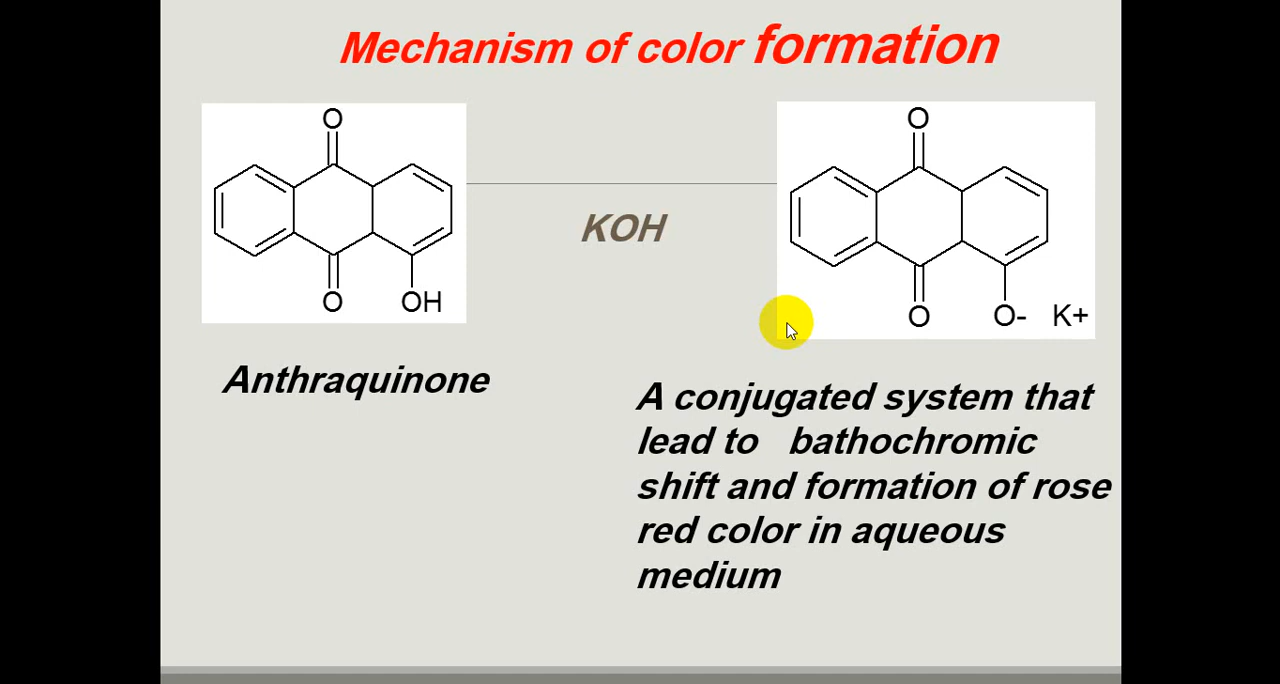 Mechanism of color formation
O
O
OH
KOH
O
O
O- K+
Anthraquinone
A conjugated system that
lead to bathochromic
shift and formation of rose
red color in aqueous
medium